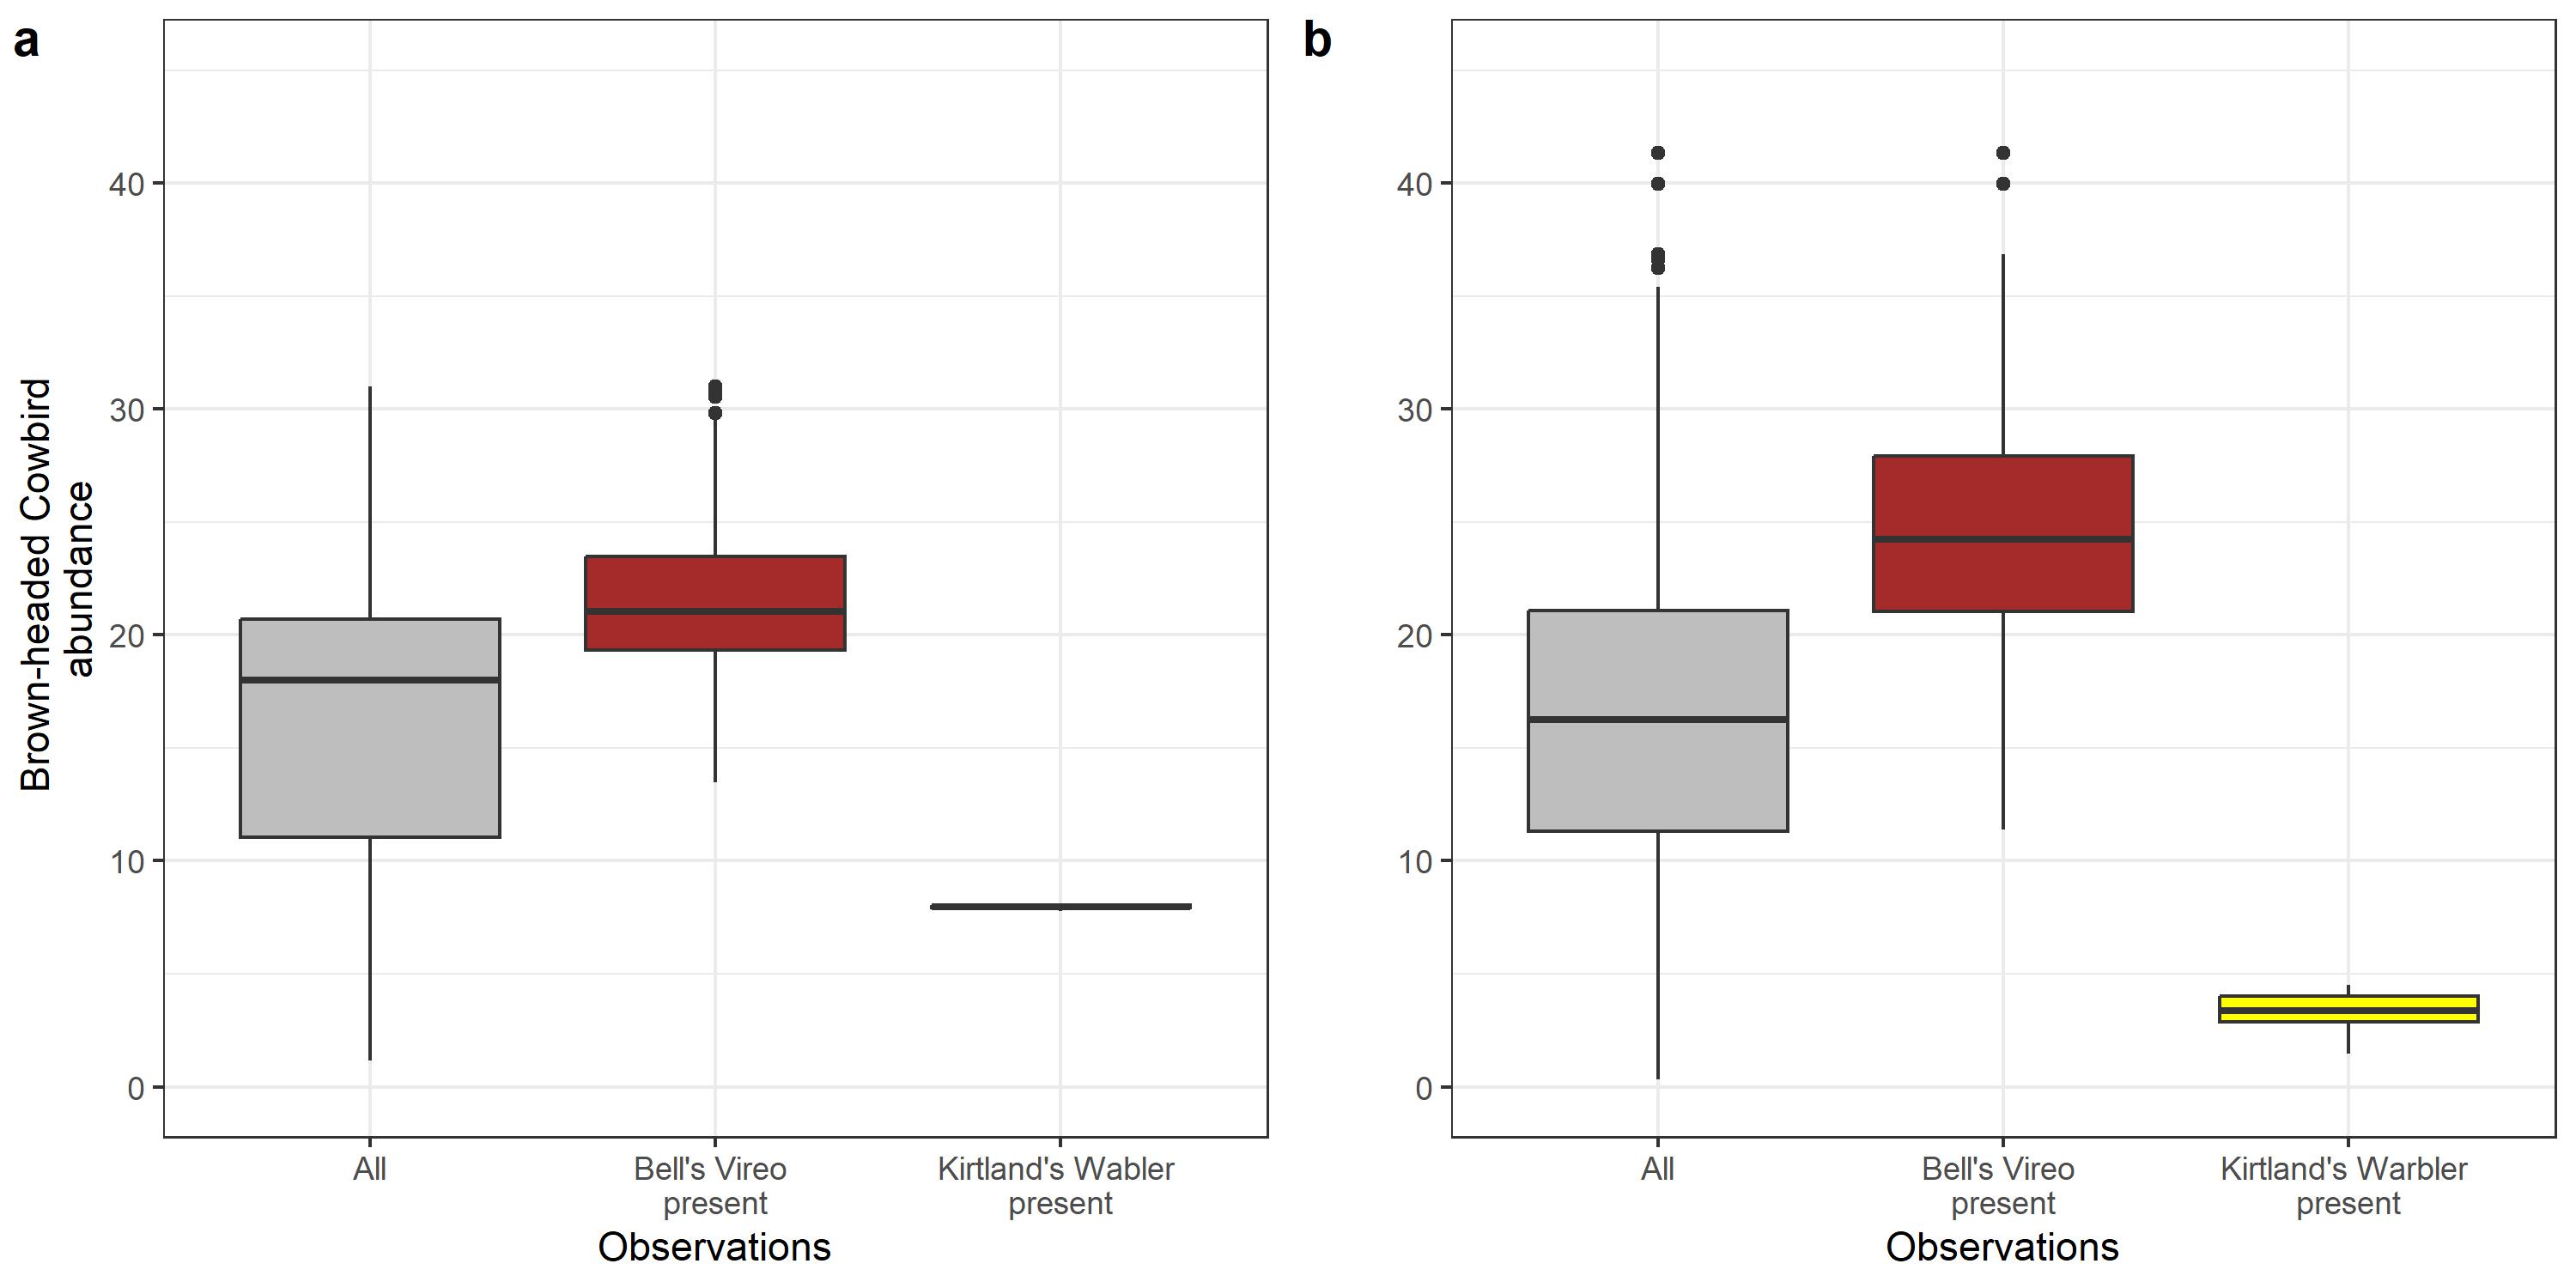 a
Brown-headed Cowbird
abundance
40
30
20
10
0
All
Bell's Vireo
present
Kirtland's Wabler
present
Observations
b
40
30
20
10
0
All
Bell's Vireo
present
Kirtland's Warbler
present
Observations